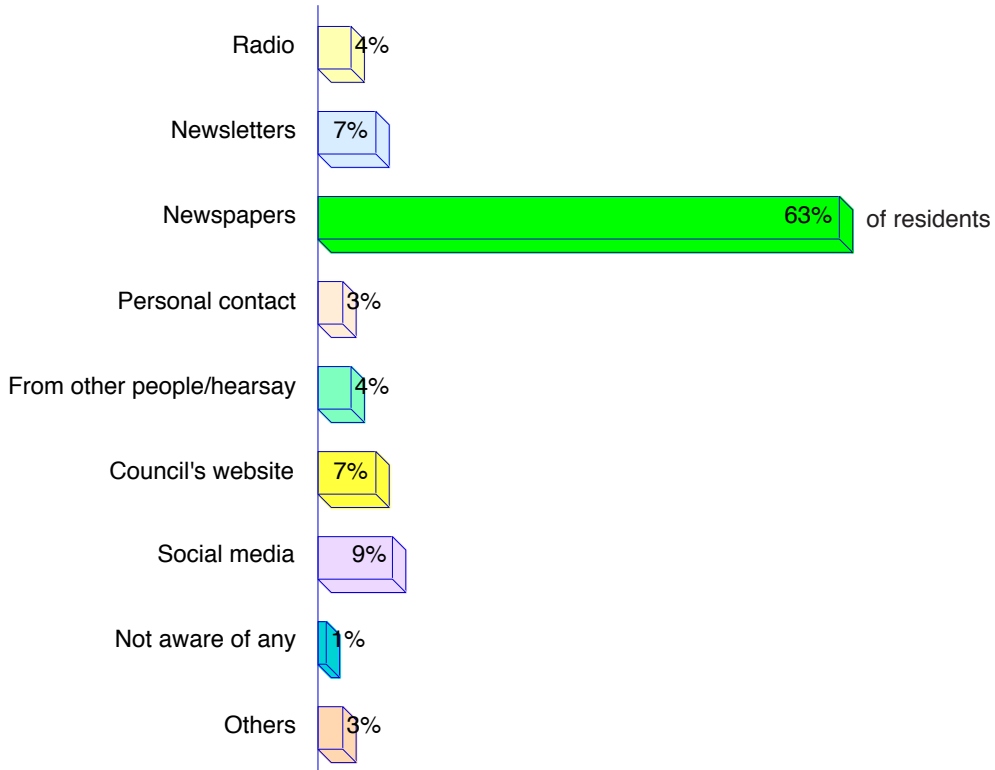 Radio 4%
Newsletters 7%
Newspapers 63% of residents
Personal contact 3%
From other people/hearsay 4%
Council's website 7%
Social media 9%
Not aware of any 1%
Others 3%